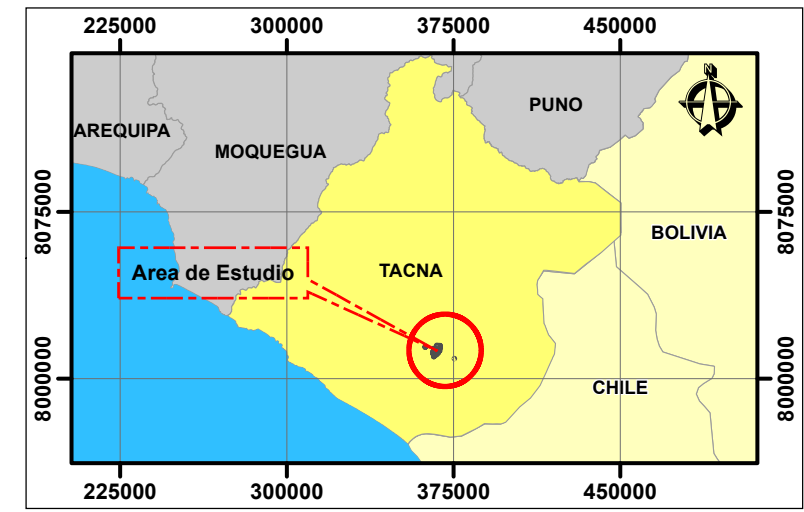 225000 300000 375000 450000
N
PUNO
AREQUIPA
MOQUEGUA
8075000 8075000
BOLIVIA
Area de Estudio TACNA
8000000 8000000
CHILE
225000 300000 375000 450000